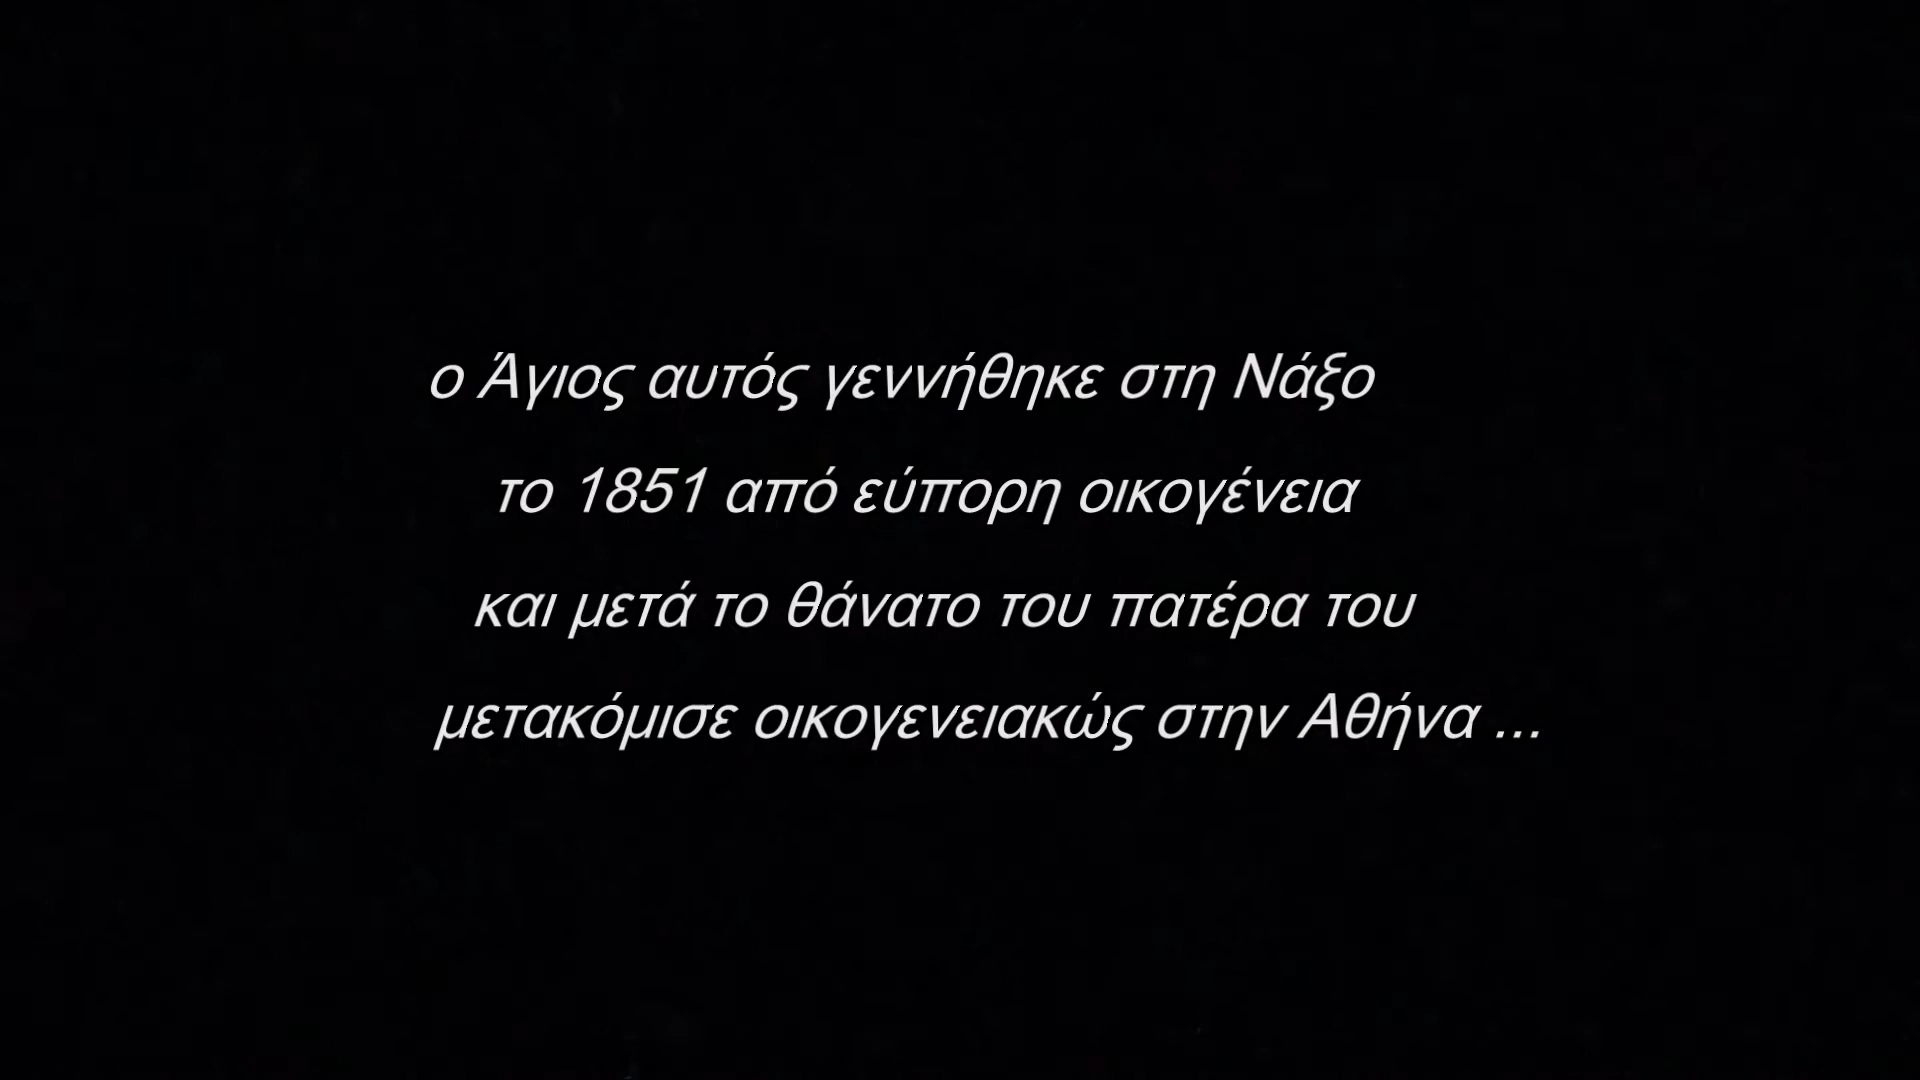 ο Άγιος αυτός γεννήθηκε στη Νάξο
το 1851 από εύπορη οικογένεια
και μετά το θάνατο του πατέρα του
μετακόμισε οικογενειακώς στην Αθήνα ...